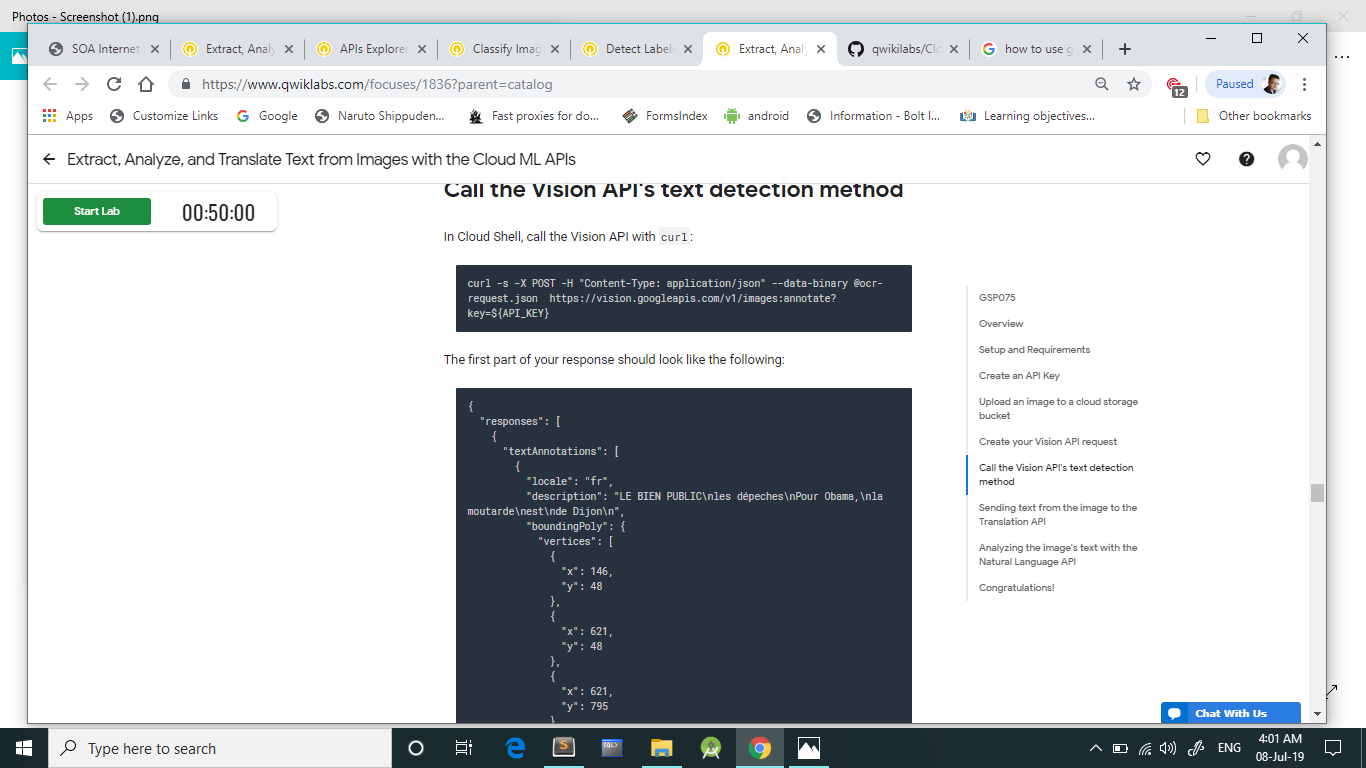 Photos - Screenshot (1).png
SOA Internet
Extract, Analy
APIs Explorer
Classify Imag
Detect Labels
Extract, Analy
qwikilabs/Clo
how to use g
https://www.qwiklabs.com/focuses/1836?parent=catalog
12
Paused
Apps
Customize Links
Google
Naruto Shippuden...
Fast proxies for do...
FormsIndex
android
Information - Bolt I...
Learning objectives...
Other bookmarks
Extract, Analyze, and Translate Text from Images with the Cloud ML APIs
Start Lab
00:50:00
Call the Vision API's text detection method
In Cloud Shell, call the Vision API with curl:
curl -s -X POST -H "Content-Type: application/json" --data-binary @ocr-
request.json  https://vision.googleapis.com/v1/images:annotate?
key=${API_KEY}
The first part of your response should look like the following:
{
"responses": [
{
"textAnnotations": [
{
"locale": "fr",
"description": "LE BIEN PUBLIC\nles dépeches\nPour Obama,\nla
moutarde\nest\nde Dijon\n",
"boundingPoly": {
"vertices": [
{
"x": 146,
"y": 48
},
{
"x": 621,
"y": 48
},
{
"x": 621,
"y": 795
}
GSP075
Overview
Setup and Requirements
Create an API Key
Upload an image to a cloud storage
bucket
Create your Vision API request
Call the Vision API's text detection
method
Sending text from the image to the
Translation API
Analyzing the image's text with the
Natural Language API
Congratulations!
Chat With Us
Type here to search
ENG
4:01 AM
08-Jul-19